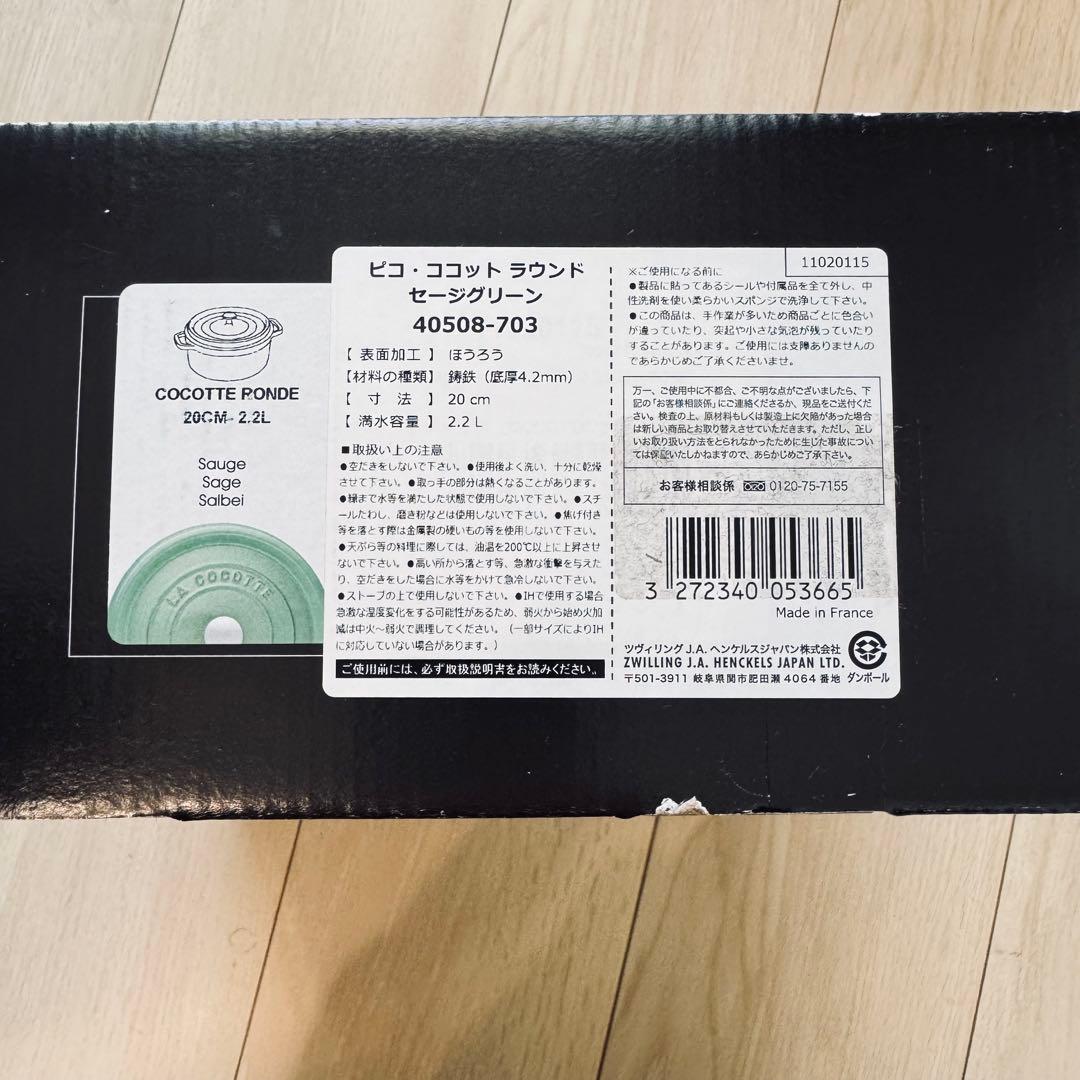 COCOTTE RONDE
20CM- 2.2L
Sauge
Sage
Salbei
LA COCOTTE
ピコ・ココット ラウンド
セージグリーン
40508-703
【 表面加工 】 ほうろう
【材料の種類】 鋳鉄（底厚4.2mm）
【 寸 法 】 20 cm
【 満水容量 】 2.2 L
■取扱い上の注意
●空だきをしないで下さい。●使用後よく洗い、十分に乾燥
させて下さい。●取っ手の部分は熱くなることがあります。
●縁まで水等を満たした状態で使用しないで下さい。●スチ
ールたわし、磨き粉などは使用しないで下さい。●焦げ付き
等を落とす際は金属製の硬いもの等を使用しないで下さい。
●天ぷら等の料理に際しては、油温を200℃以上に上昇させ
ないで下さい。●高い所から落とす等、急激な衝撃を与えた
り、空だきをした場合に水等をかけて急冷しないで下さい。
●ストーブの上で使用しないで下さい。●IHで使用する場合
急激な温度変化をする可能性があるため、弱火から始め火加
減は中火～弱火で調理してください。（一部サイズによりIH
に対応していない場合があります。）
ご使用前には、必ず取扱説明書をお読みください。
11020115
※ご使用になる前に
●製品に貼ってあるシールや付属品を全て外し、中
性洗剤を使い柔らかいスポンジで洗浄して下さい。
●この商品は、手作業が多いため商品ごとに色合い
が違っていたり、突起や小さな気泡が残っていたり
することがあります。ご使用には支障ありませんの
であらかじめご了承くださいませ。
万一、ご使用中に不都合、ご不明な点がございましたら、下
記の「お客様相談係」にご連絡くださるか、現品をご送付くださ
い。検査の上、原材料もしくは製造上に欠陥があった場合
は新しい商品とお取り替えさせていただきます。ただし、正し
いお取り扱い方法をとられなかったために生じた事故につい
ては保証いたしかねますので、あらかじめご了承下さい。
お客様相談係 0120-75-7155
3 272340 053665
Made in France
ツヴィリング J.A. ヘンケルスジャパン株式会社
ZWILLING J.A. HENCKELS JAPAN LTD.
〒501-3911 岐阜県関市肥田瀬 4064 番地
ダンボール